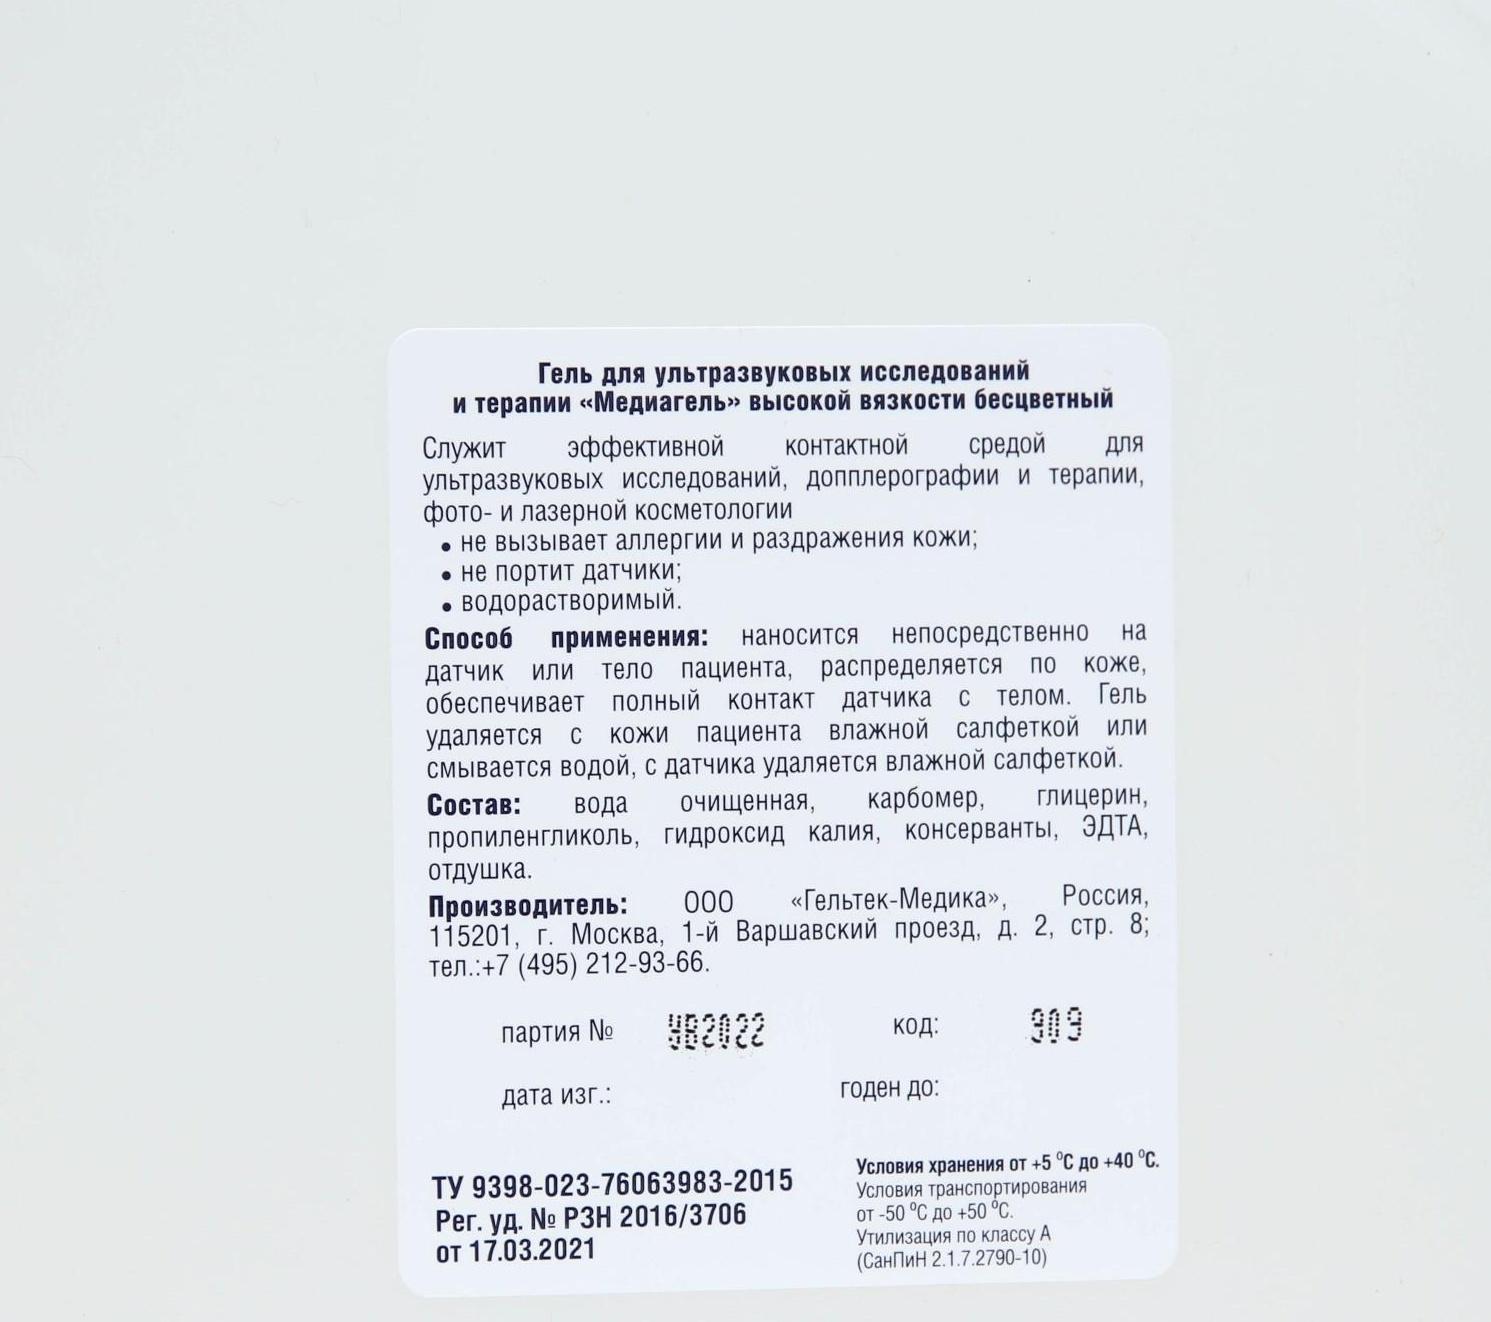 Гель для ультразвуковых исследований
и терапии «Медиагель» высокой вязкости бесцветный
Служит эффективной контактной средой для
ультразвуковых исследований, допплерографии и терапии,
фото- и лазерной косметологии
• не вызывает аллергии и раздражения кожи;
• не портит датчики;
• водорастворимый.
Способ применения: наносится непосредственно на
датчик или тело пациента, распределяется по коже,
обеспечивает полный контакт датчика с телом. Гель
удаляется с кожи пациента влажной салфеткой или
смывается водой, с датчика удаляется влажной салфеткой.
Состав: вода очищенная, карбомер, глицерин,
пропиленгликоль, гидроксид калия, консерванты, ЭДТА,
отдушка.
Производитель: ООО «Гельтек-Медика», Россия,
115201, г. Москва, 1-й Варшавский проезд, д. 2, стр. 8;
тел.:+7 (495) 212-93-66.
партия № код: 309
дата изг.: годен до:
ТУ 9398-023-76063983-2015
Рег. уд. № РЗН 2016/3706
от 17.03.2021
Условия хранения от +5 °C до +40 °C.
Условия транспортирования
от -50 °C до +50 °C.
Утилизация по классу А
(СанПиН 2.1.7.2790-10)